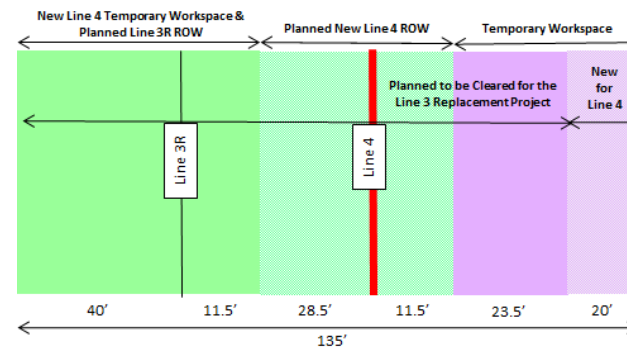 New Line 4 Temporary Workspace &
Planned Line 3R ROW
Planned New Line 4 ROW
Temporary Workspace
Planned to be Cleared for the
Line 3 Replacement Project
New
for
Line 4
Line 3R
Line 4
40’
11.5’
28.5’
11.5’
23.5’
20’
135’